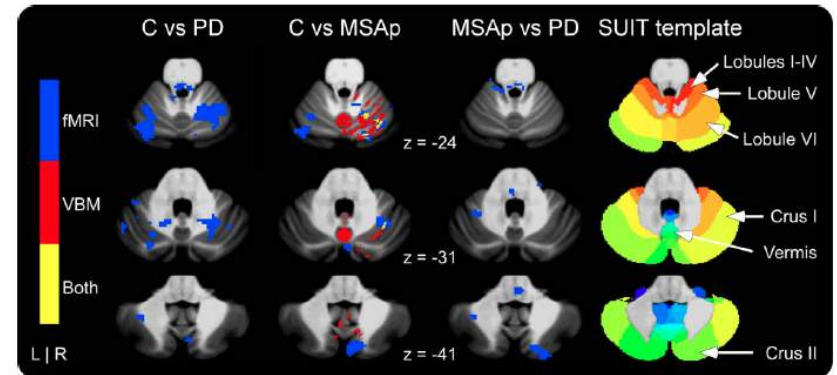 C vs PD
C vs MSAp
MSAp vs PD
SUIT template
fMRI
VBM
Both
L | R
z = -24
z = -31
z = -41
Lobules I-IV
Lobule V
Lobule VI
Crus I
Vermis
Crus II